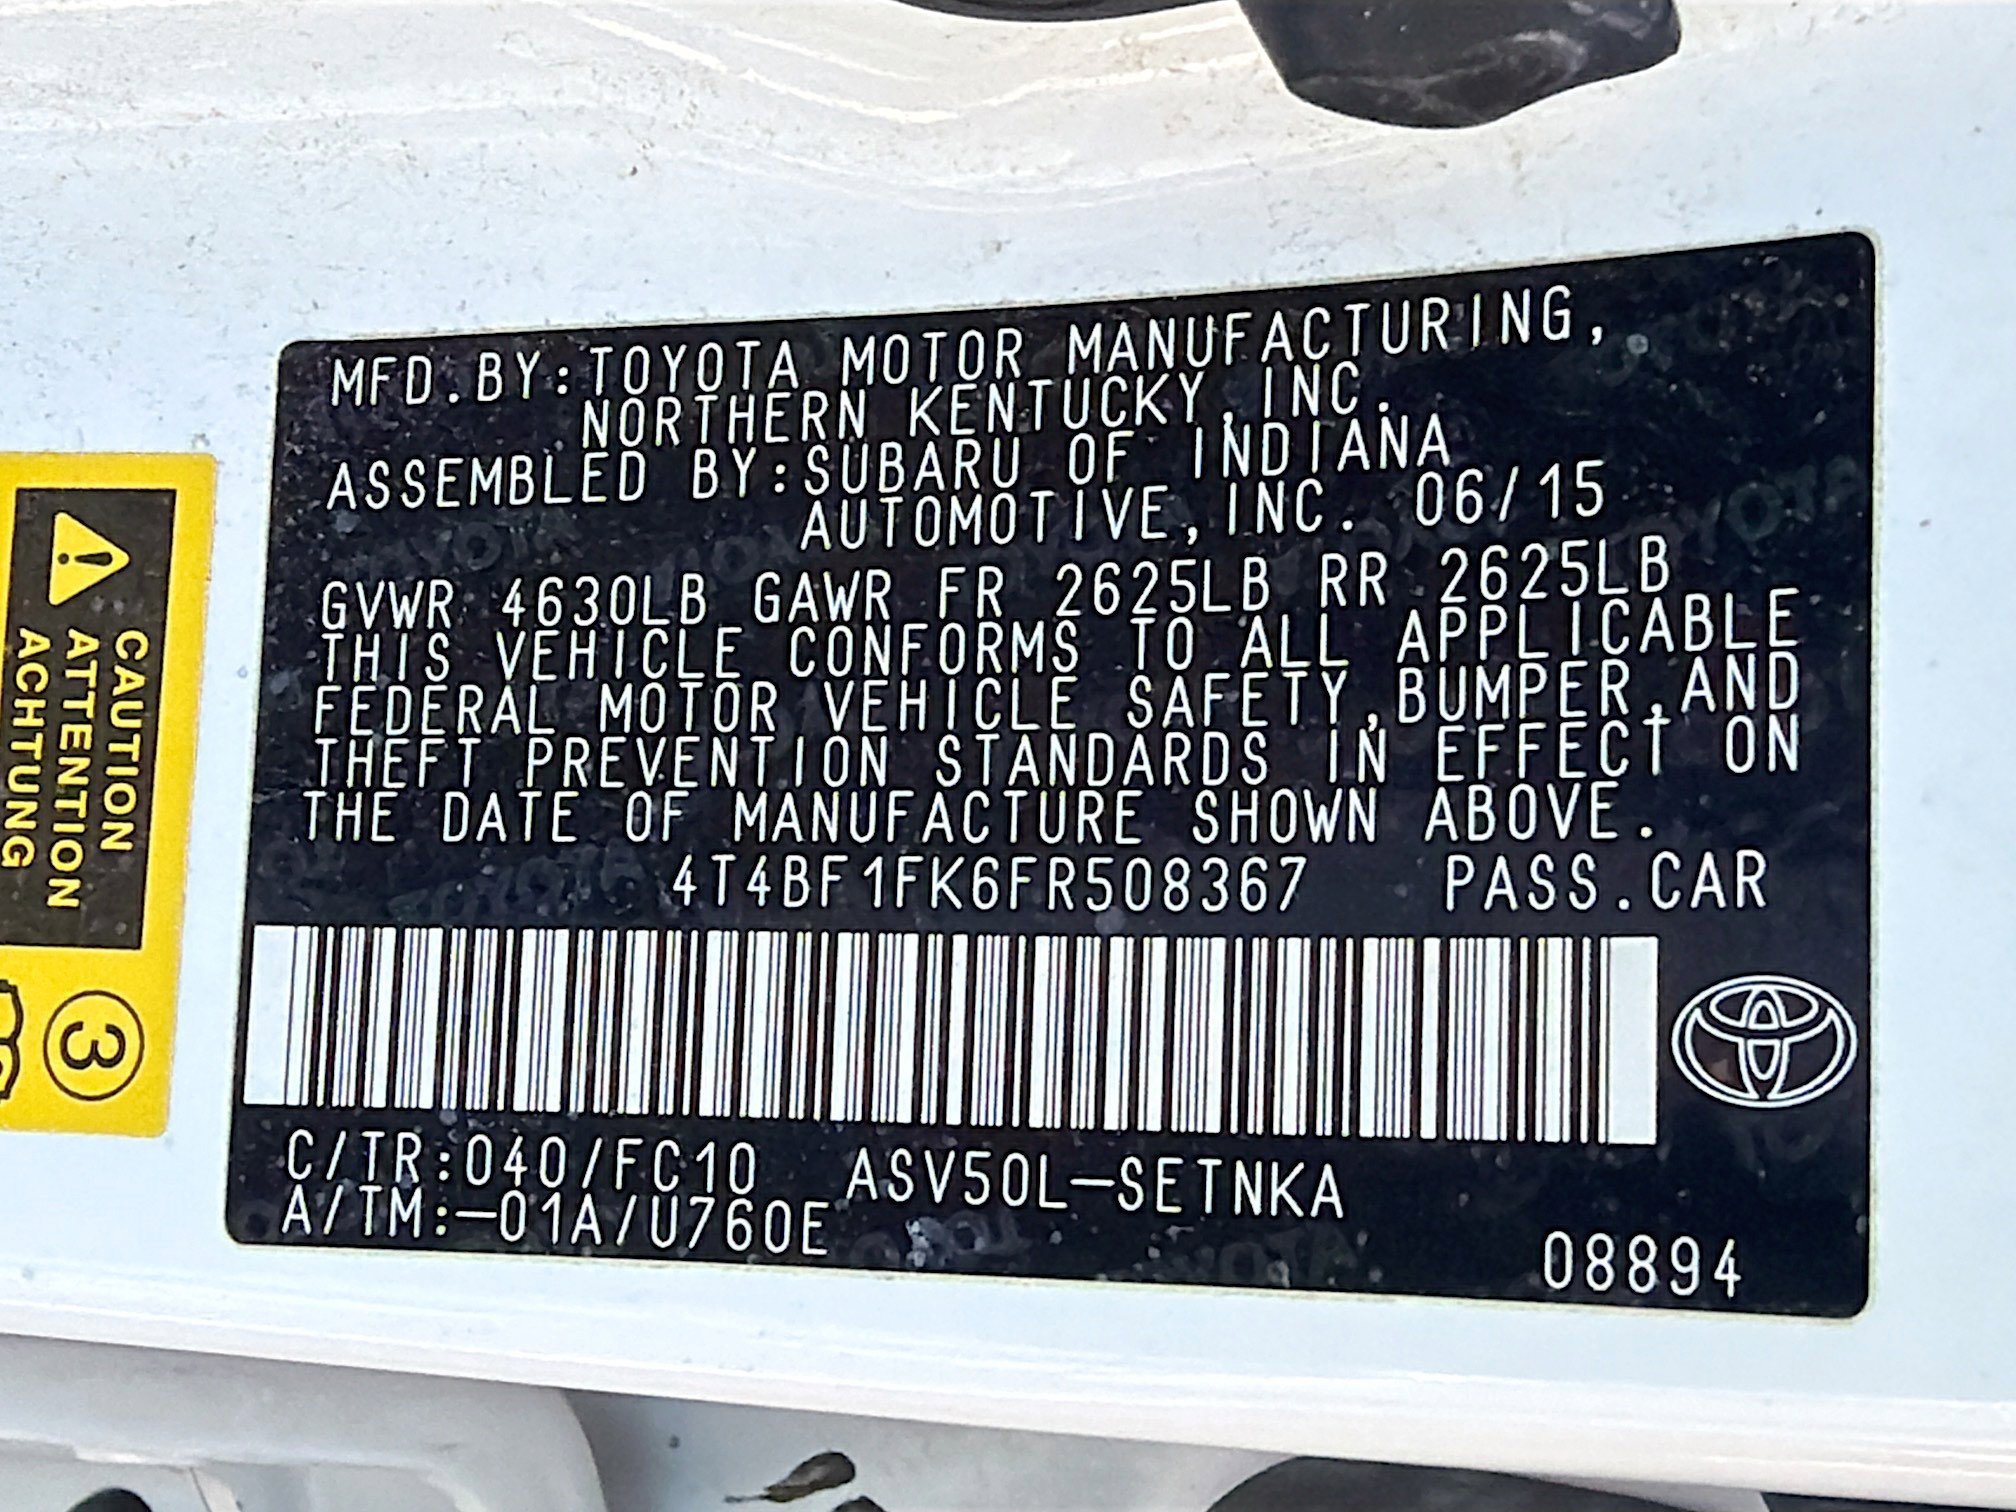 MFD.BY:TOYOTA MOTOR MANUFACTURING,
NORTHERN KENTUCKY,INC.
ASSEMBLED BY:SUBARU OF INDIANA
AUTOMOTIVE,INC. 06/15
GVWR 4630LB GAWR FR 2625LB RR 2625LB
THIS VEHICLE CONFORMS TO ALL APPLICABLE
FEDERAL MOTOR VEHICLE SAFETY,BUMPER,AND
THEFT PREVENTION STANDARDS IN EFFECT ON
THE DATE OF MANUFACTURE SHOWN ABOVE.
4T4BF1FK6FR508367 PASS.CAR
C/TR:040/FC10 ASV50L-SETNKA
A/TM:-01A/U760E
08894
CAUTION
ATTENTION
ACHTUNG
3